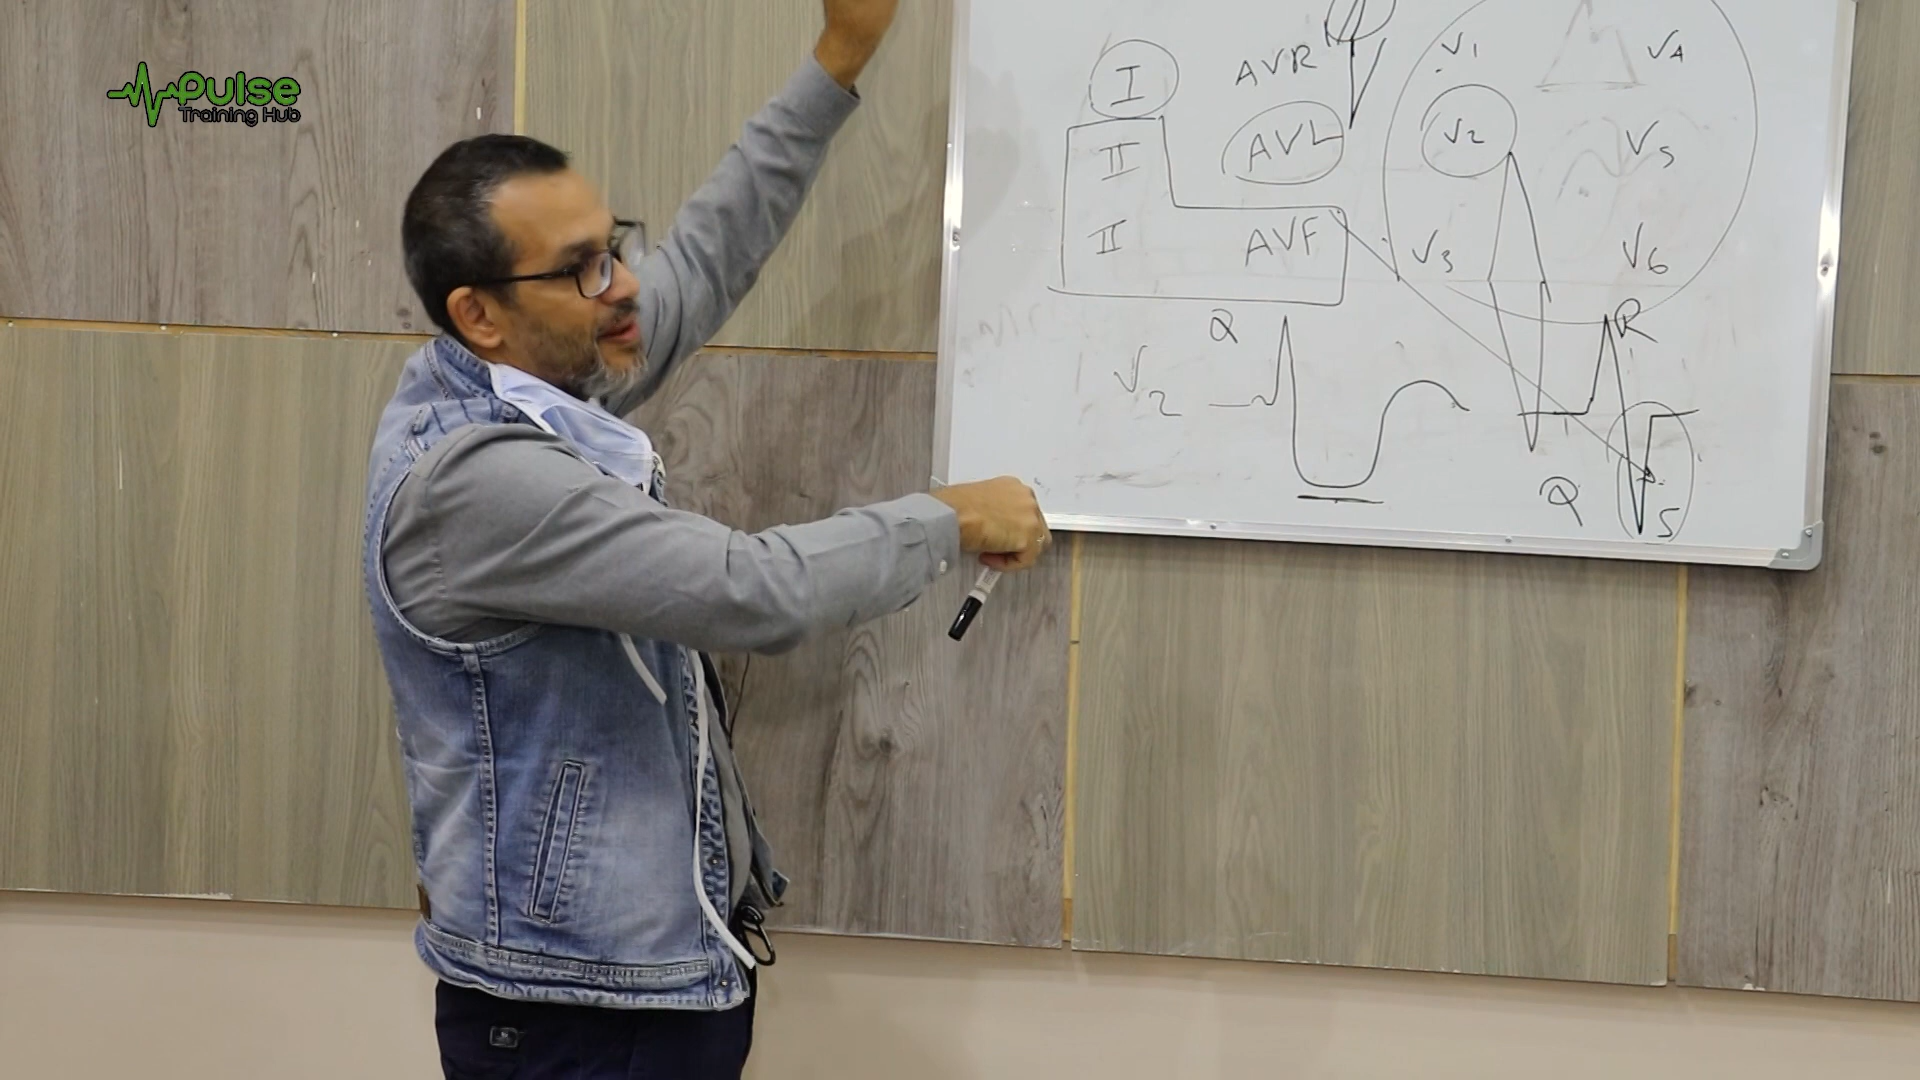 Pulse
Training Hub
I AVR V1 V4
II AVL V2 V5
II AVF V3 V6
Q R
V2
Q S